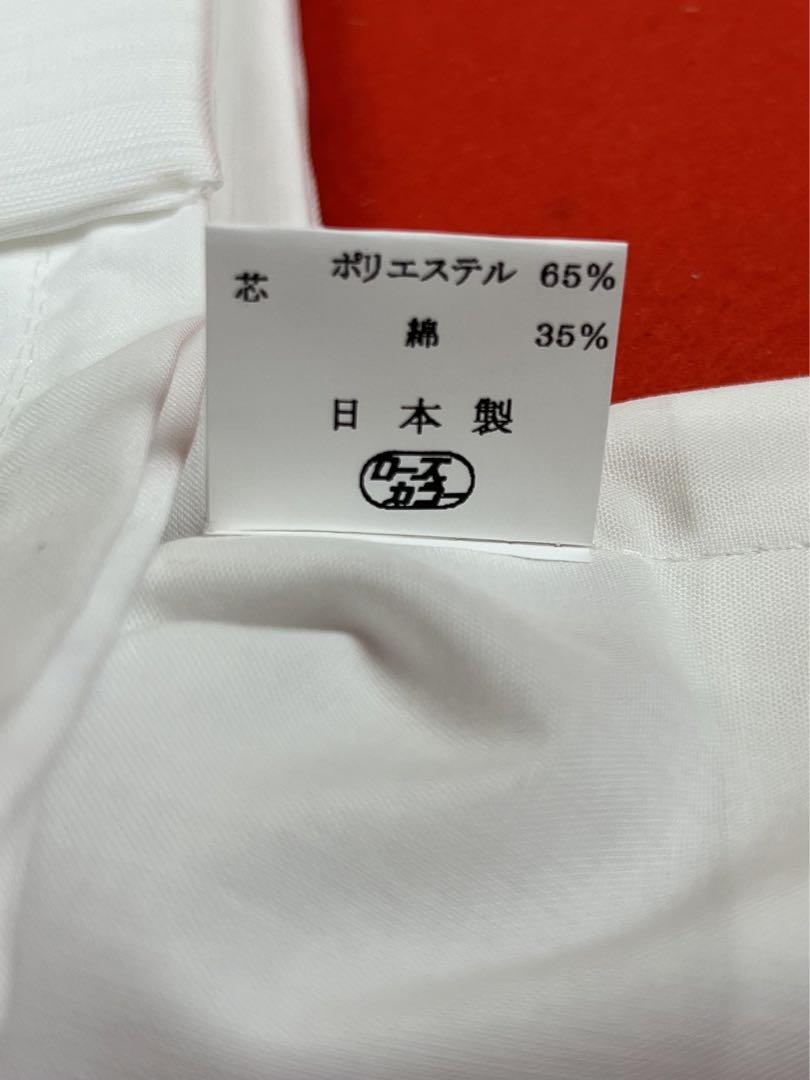 芯 ポリエステル 65%
綿 35%
日本製
ローズ
カラー